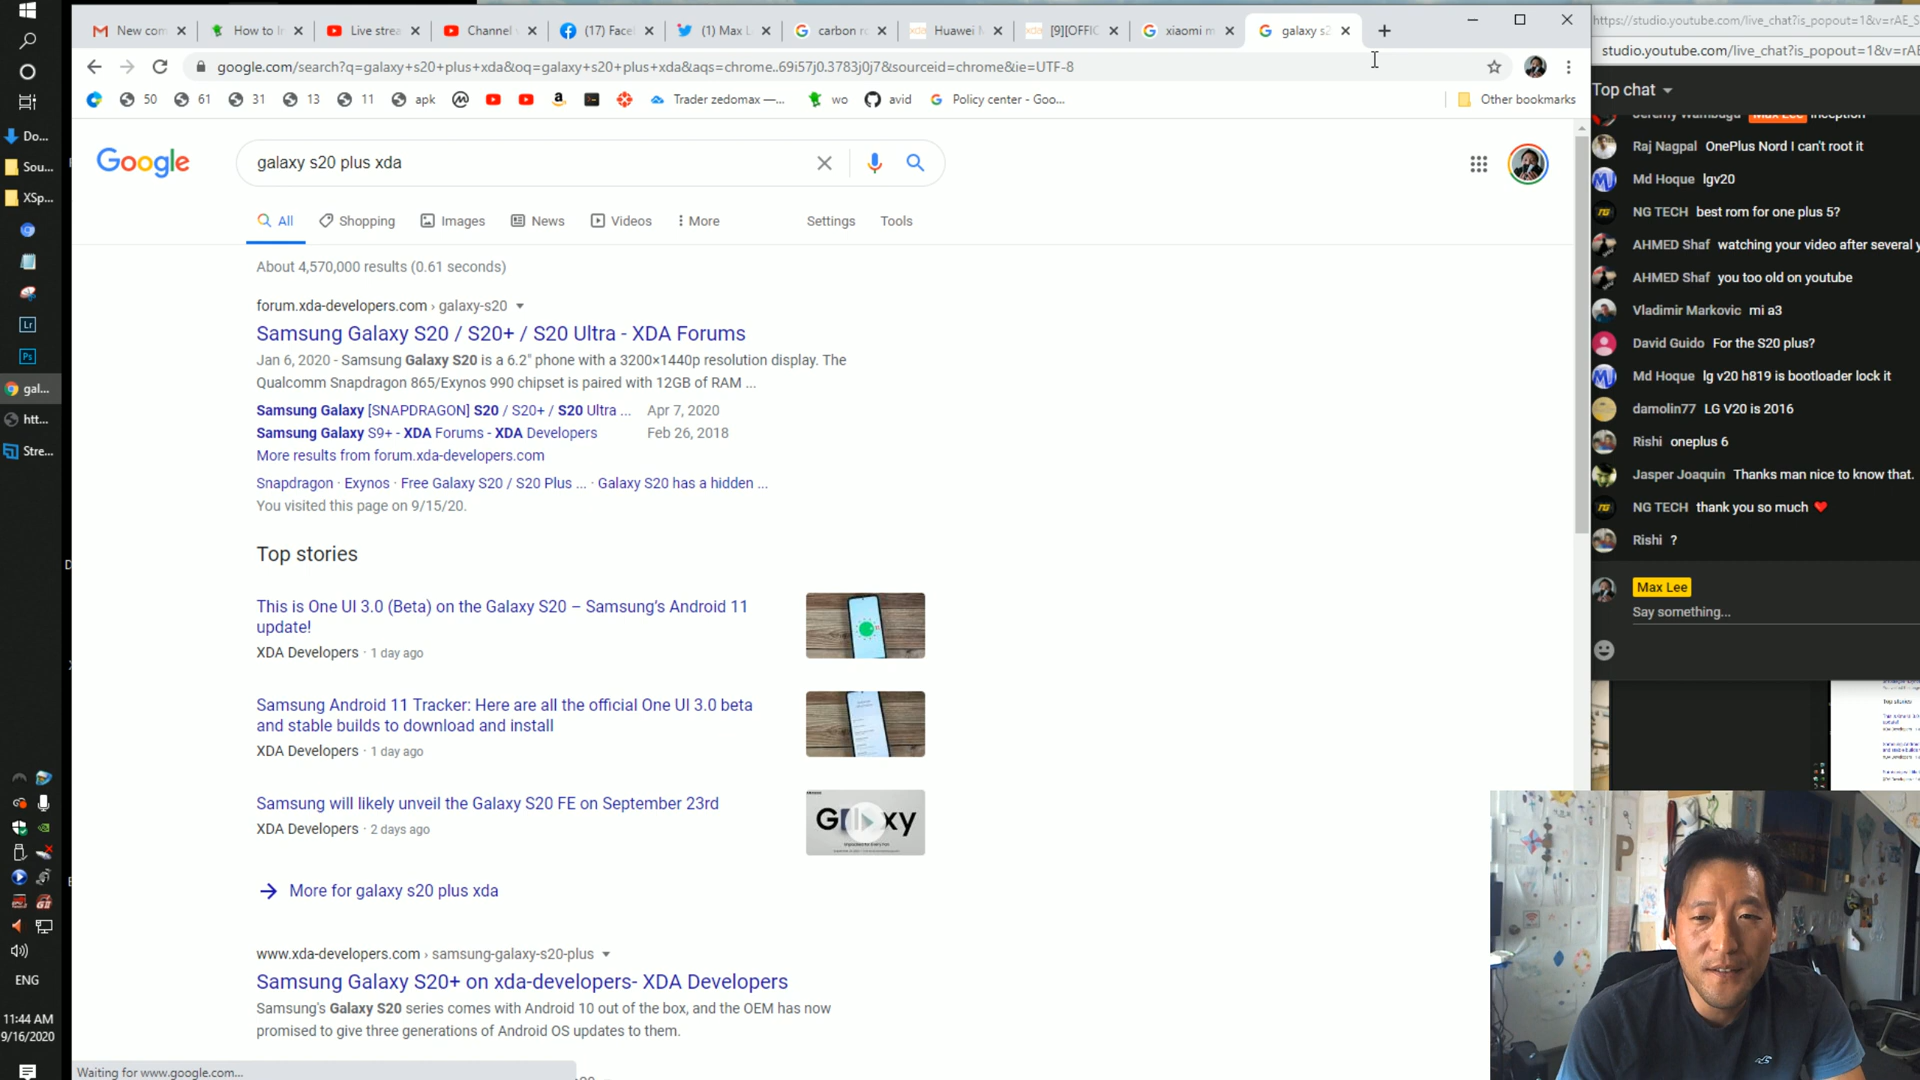 New com
How to I
Live strea
Channel
(17) Face
(1) Max L
carbon r
Huawei
[9][OFFIC
xiaomi m
galaxy s2
google.com/search?q=galaxy+s20+plus+xda&oq=galaxy+s20+plus+xda&aqs=chrome..69i57j0.3783j0j7&sourceid=chrome&ie=UTF-8
50
61
31
13
11
apk
Trader zedomax —...
wo
avid
Policy center - Goo...
Other bookmarks
Do...
Sou...
XSp...
Lr
Ps
gal...
htt...
Stre...
ENG
11:44 AM
9/16/2020
Google
galaxy s20 plus xda
All
Shopping
Images
News
Videos
More
Settings
Tools
About 4,570,000 results (0.61 seconds)
forum.xda-developers.com › galaxy-s20
Samsung Galaxy S20 / S20+ / S20 Ultra - XDA Forums
Jan 6, 2020 - Samsung Galaxy S20 is a 6.2" phone with a 3200×1440p resolution display. The
Qualcomm Snapdragon 865/Exynos 990 chipset is paired with 12GB of RAM ...
Samsung Galaxy [SNAPDRAGON] S20 / S20+ / S20 Ultra ... Apr 7, 2020
Samsung Galaxy S9+ - XDA Forums - XDA Developers Feb 26, 2018
More results from forum.xda-developers.com
Snapdragon · Exynos · Free Galaxy S20 / S20 Plus ... · Galaxy S20 has a hidden ...
You visited this page on 9/15/20.
Top stories
This is One UI 3.0 (Beta) on the Galaxy S20 – Samsung's Android 11
update!
XDA Developers · 1 day ago
Samsung Android 11 Tracker: Here are all the official One UI 3.0 beta
and stable builds to download and install
XDA Developers · 1 day ago
Samsung will likely unveil the Galaxy S20 FE on September 23rd
XDA Developers · 2 days ago
More for galaxy s20 plus xda
www.xda-developers.com › samsung-galaxy-s20-plus
Samsung Galaxy S20+ on xda-developers- XDA Developers
Samsung's Galaxy S20 series comes with Android 10 out of the box, and the OEM has now
promised to give three generations of Android OS updates to them.
Waiting for www.google.com...
https://studio.youtube.com/live_chat?is_popout=1&v=rAE_S
studio.youtube.com/live_chat?is_popout=1&v=rAE
Top chat
Jeremy Wambugu Max Lee inception
Raj Nagpal OnePlus Nord I can't root it
Md Hoque lgv20
NG TECH best rom for one plus 5?
AHMED Shaf watching your video after several y
AHMED Shaf you too old on youtube
Vladimir Markovic mi a3
David Guido For the S20 plus?
Md Hoque lg v20 h819 is bootloader lock it
damolin77 LG V20 is 2016
Rishi oneplus 6
Jasper Joaquin Thanks man nice to know that.
NG TECH thank you so much
Rishi ?
Max Lee
Say something...
Top stories